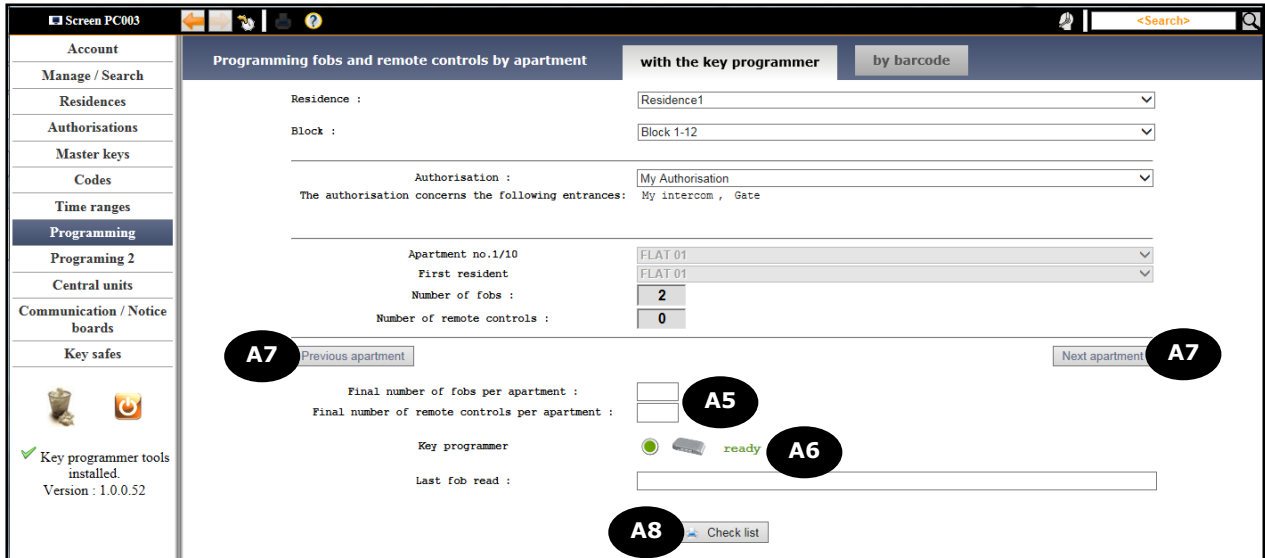 Screen PC003
<Search>
Account
Manage / Search
Residences
Authorisations
Master keys
Codes
Time ranges
Programming
Programing 2
Central units
Communication / Notice
boards
Key safes
Key programmer tools
installed.
Version : 1.0.0.52
Programming fobs and remote controls by apartment
with the key programmer
by barcode
Residence : Residence1
Block : Block 1-12
Authorisation : My Authorisation
The authorisation concerns the following entrances: My intercom , Gate
Apartment no.1/10 FLAT 01
First resident FLAT 01
Number of fobs : 2
Number of remote controls : 0
A7 Previous apartment Next apartment A7
Final number of fobs per apartment :
Final number of remote controls per apartment :
A5
Key programmer ready A6
Last fob read :
A8 Check list